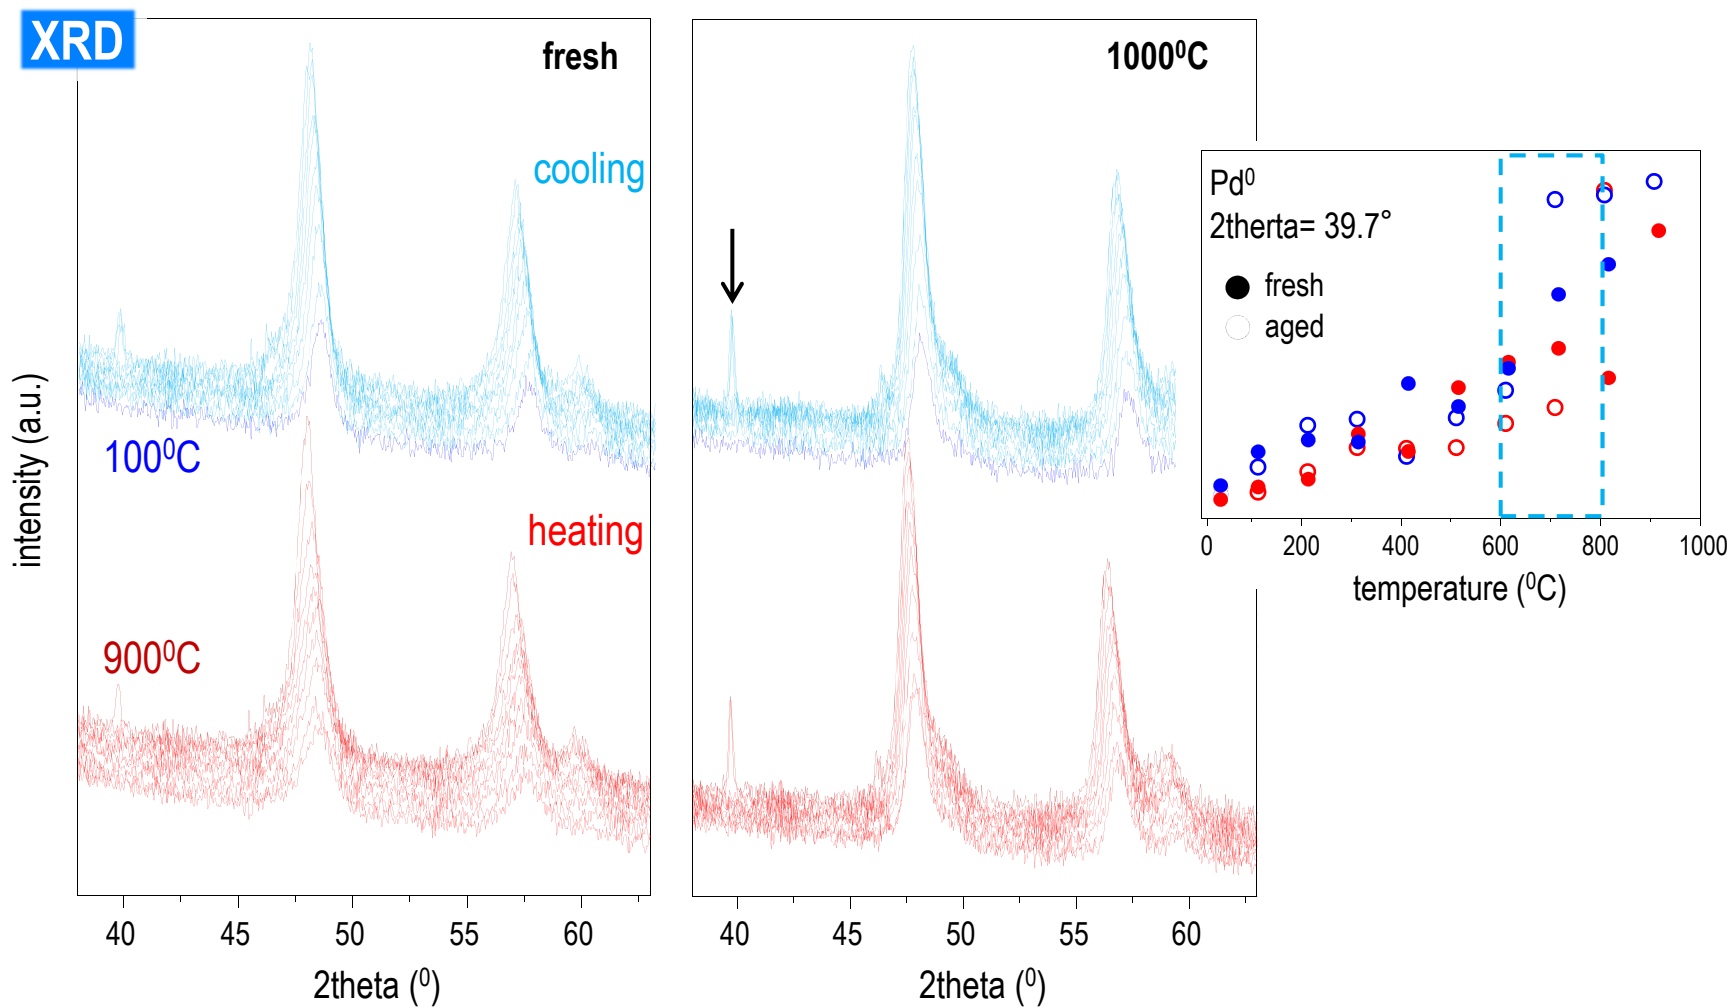 XRD
fresh
cooling
100⁰C
heating
900⁰C
intensity (a.u.)
40 45 50 55 60
2theta (⁰)
1000⁰C
40 45 50 55 60
2theta (⁰)
Pd⁰
2therta= 39.7°
fresh
aged
0 200 400 600 800 1000
temperature (⁰C)